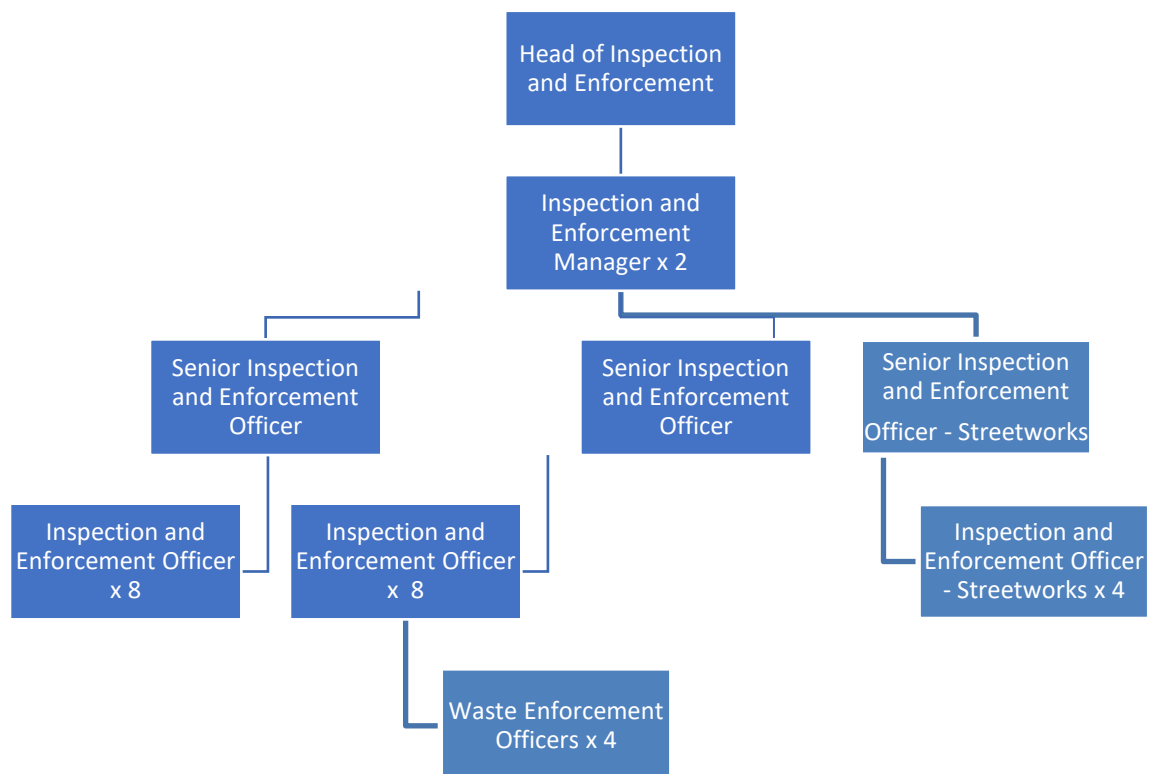 Head of Inspection
and Enforcement
Inspection and
Enforcement
Manager x 2
Senior Inspection
and Enforcement
Officer
Senior Inspection
and Enforcement
Officer
Senior Inspection
and Enforcement
Officer - Streetworks
Inspection and
Enforcement Officer
x 8
Inspection and
Enforcement Officer
x 8
Inspection and
Enforcement Officer
- Streetworks x 4
Waste Enforcement
Officers x 4